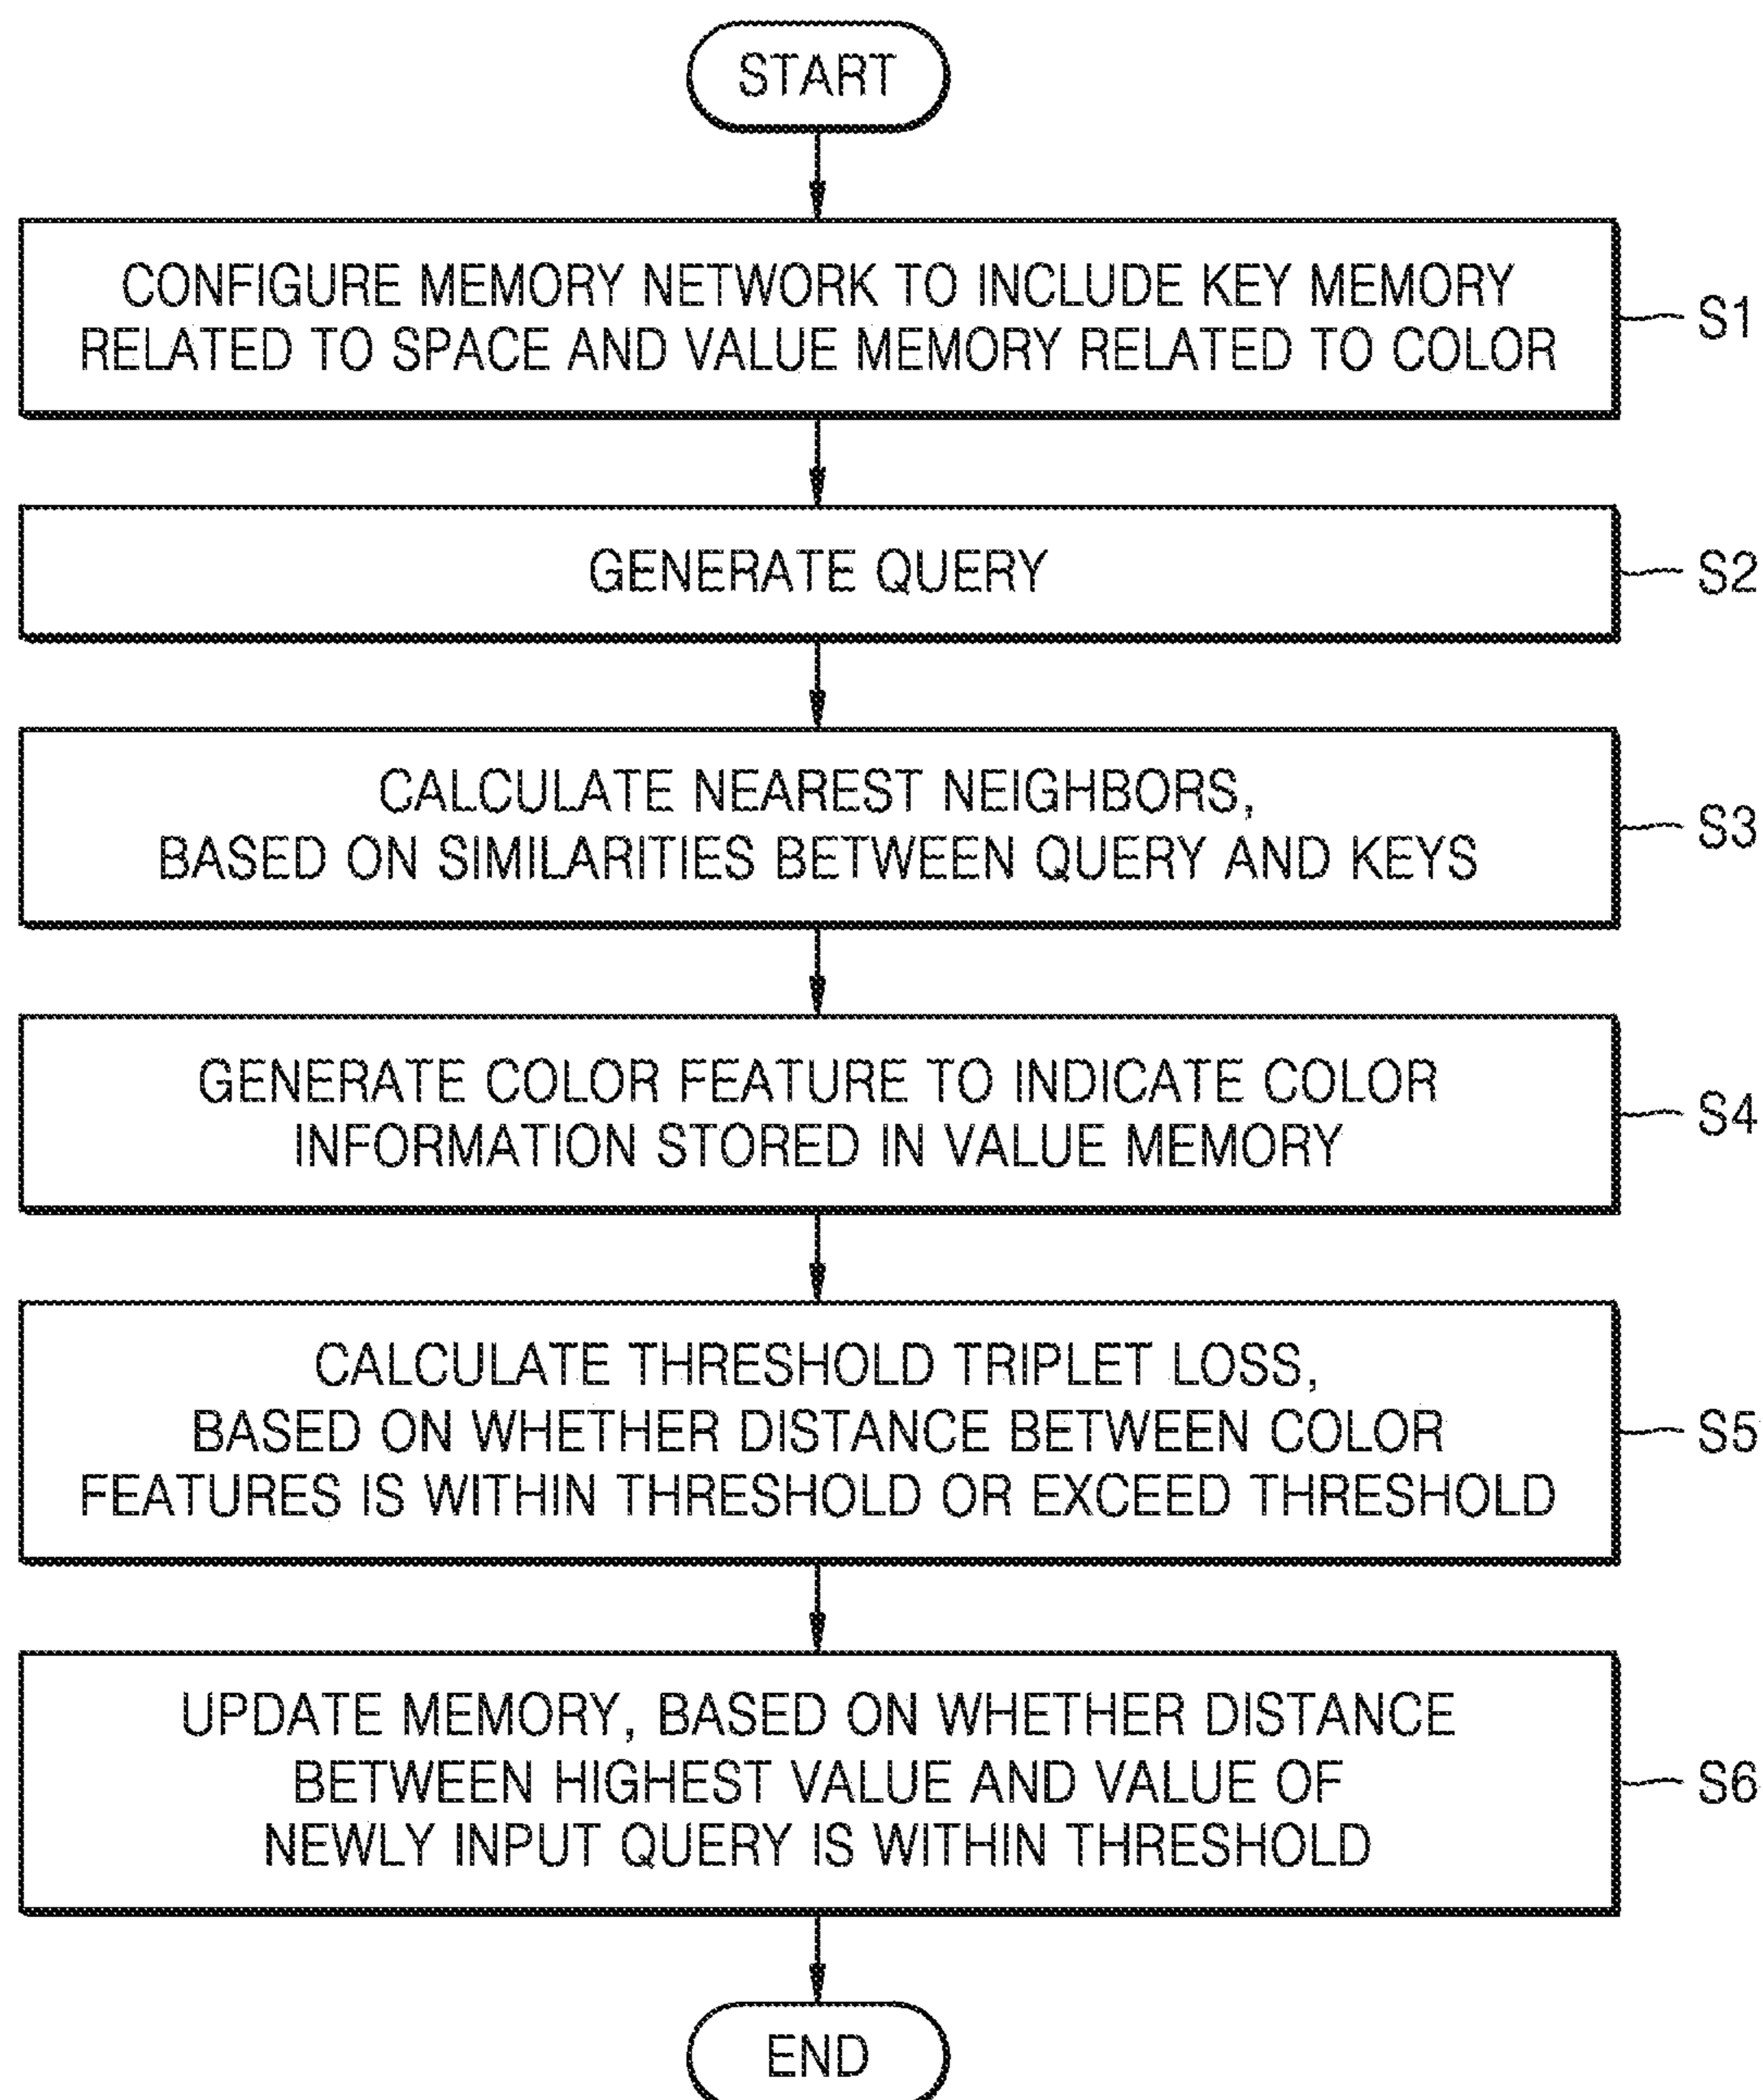 START
CONFIGURE MEMORY NETWORK TO INCLUDE KEY MEMORY
RELATED TO SPACE AND VALUE MEMORY RELATED TO COLOR
S1
GENERATE QUERY
S2
CALCULATE NEAREST NEIGHBORS,
BASED ON SIMILARITIES BETWEEN QUERY AND KEYS
S3
GENERATE COLOR FEATURE TO INDICATE COLOR
INFORMATION STORED IN VALUE MEMORY
S4
CALCULATE THRESHOLD TRIPLET LOSS,
BASED ON WHETHER DISTANCE BETWEEN COLOR
FEATURES IS WITHIN THRESHOLD OR EXCEED THRESHOLD
S5
UPDATE MEMORY, BASED ON WHETHER DISTANCE
BETWEEN HIGHEST VALUE AND VALUE OF
NEWLY INPUT QUERY IS WITHIN THRESHOLD
S6
END